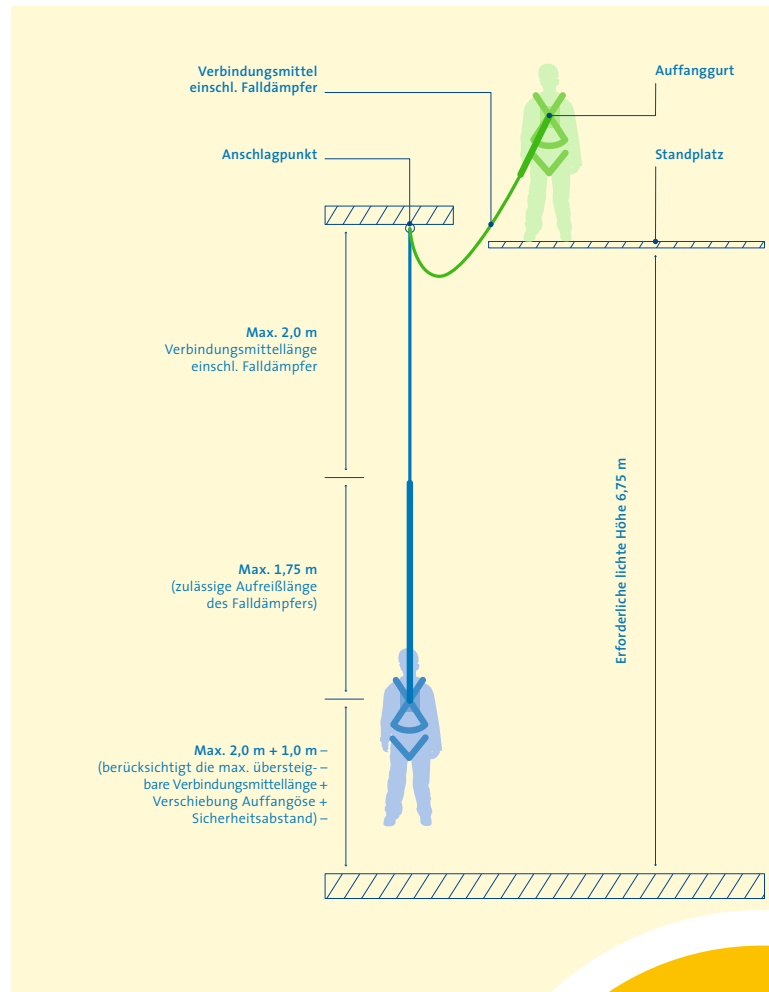 Verbindungsmittel
einschl. Falldämpfer
Auffanggurt
Anschlagpunkt
Standplatz
Max. 2,0 m
Verbindungsmittellänge
einschl. Falldämpfer
Erforderliche lichte Höhe 6,75 m
Max. 1,75 m
(zulässige Aufreißlänge
des Falldämpfers)
Max. 2,0 m + 1,0 m –
(berücksichtigt die max. übersteig- –
bare Verbindungsmittellänge +
Verschiebung Auffangöse +
Sicherheitsabstand) –